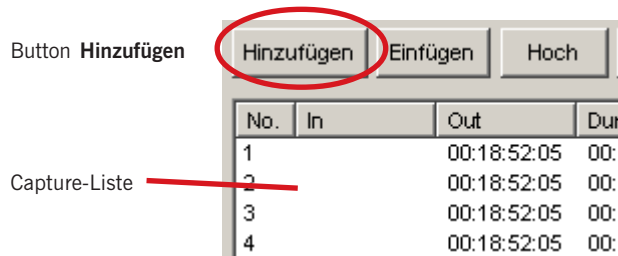 Button Hinzufügen
Hinzufügen Einfügen Hoch
No. In Out Dur
1 00:18:52:05 00:
Capture-Liste
2 00:18:52:05 00:
3 00:18:52:05 00:
4 00:18:52:05 00: